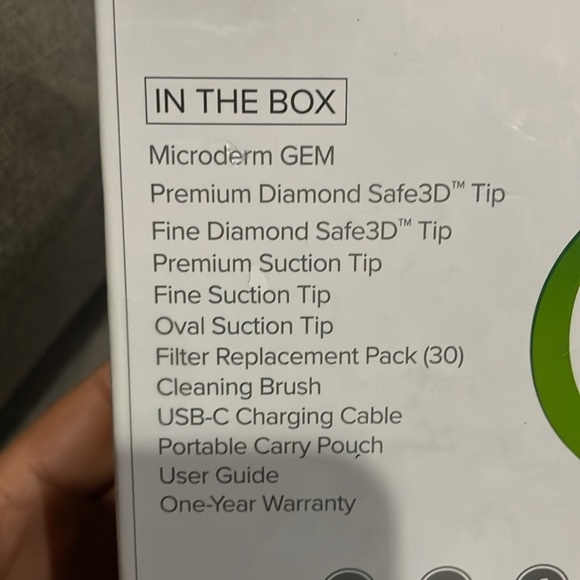 IN THE BOX
Microderm GEM
Premium Diamond Safe3D™ Tip
Fine Diamond Safe3D™ Tip
Premium Suction Tip
Fine Suction Tip
Oval Suction Tip
Filter Replacement Pack (30)
Cleaning Brush
USB-C Charging Cable
Portable Carry Pouch
User Guide
One-Year Warranty